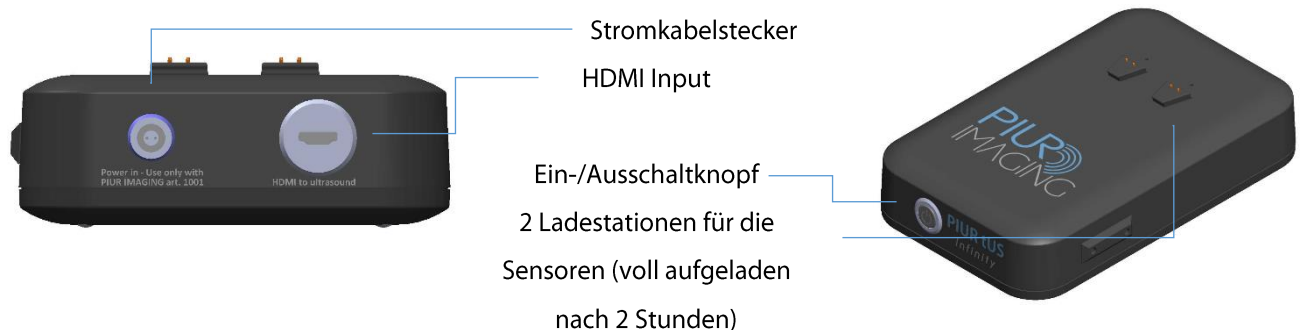 Stromkabelstecker
HDMI Input
Power in - Use only with
PIUR IMAGING art. 1001
HDMI to ultrasound
Ein-/Ausschaltknopf
2 Ladestationen für die
Sensoren (voll aufgeladen
nach 2 Stunden)
PIUR
IMAGING
PIUR tUS
Infinity